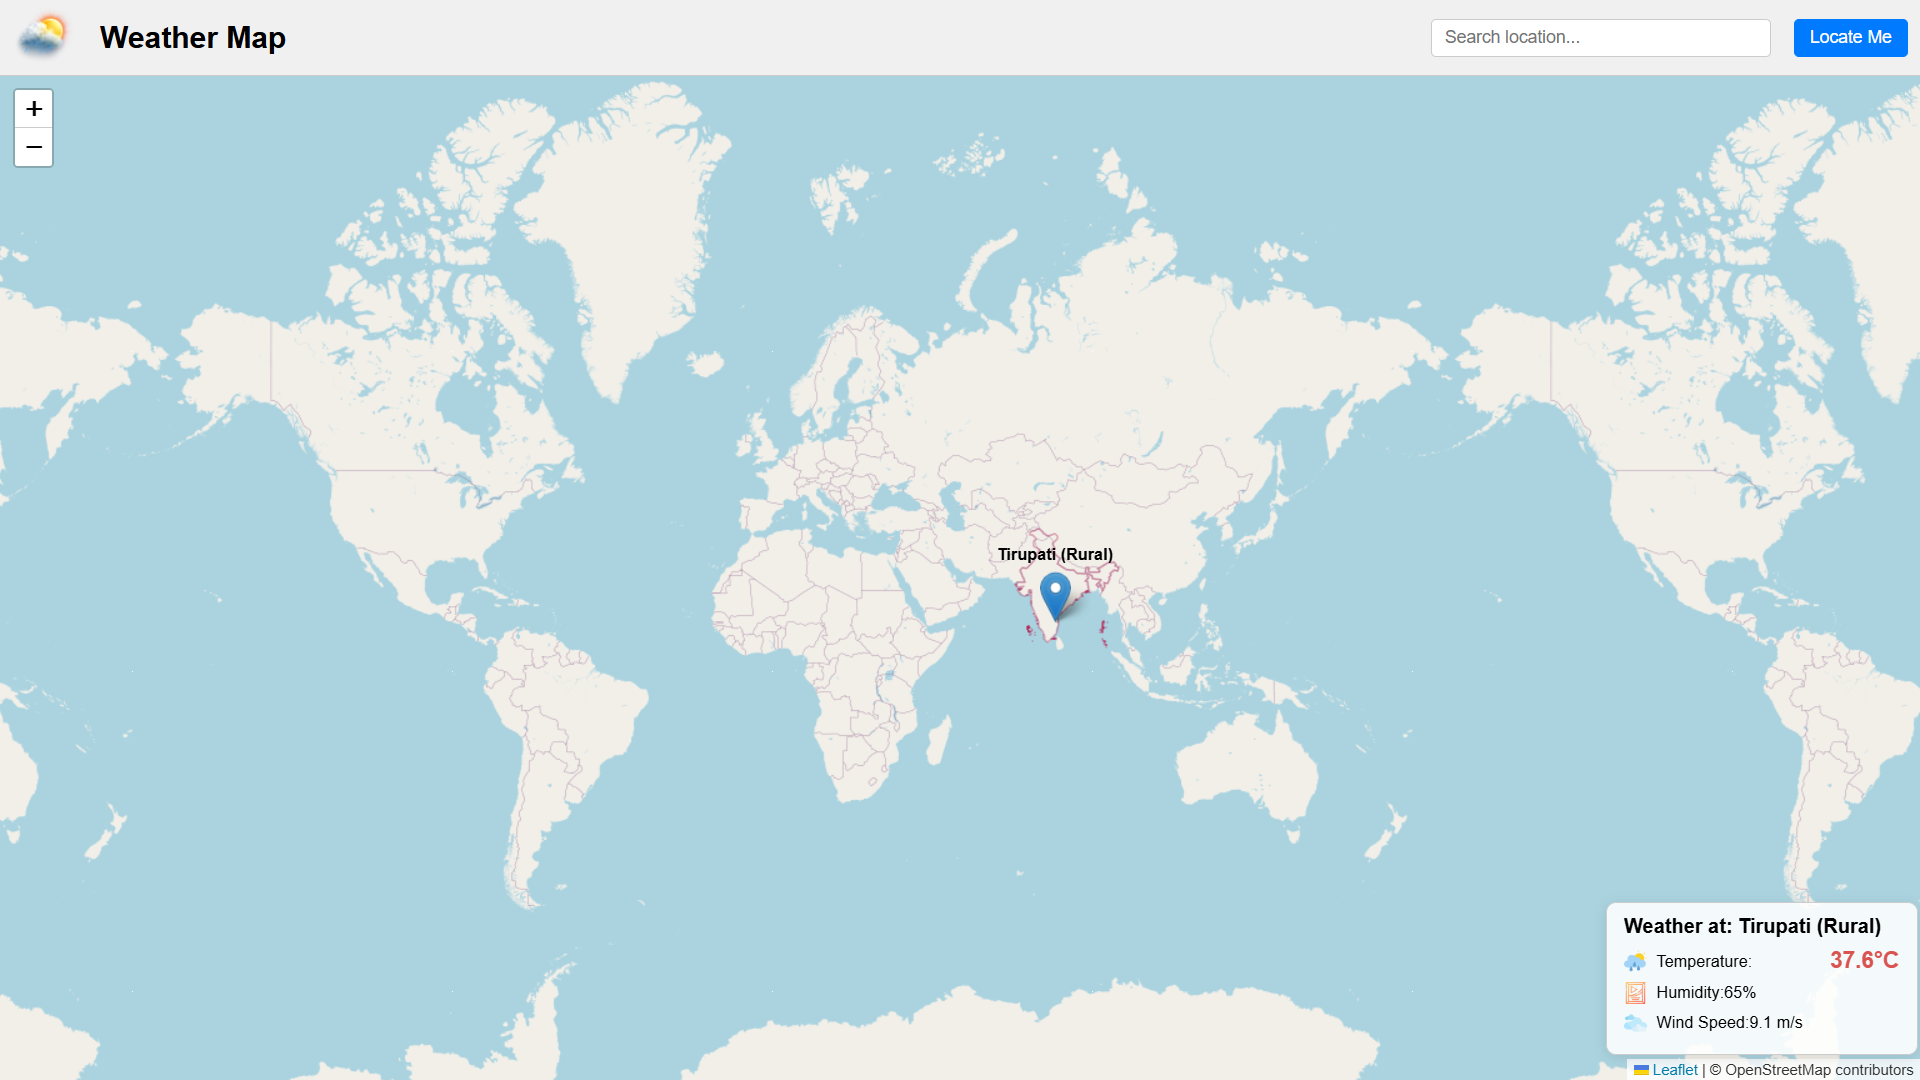 Weather Map
Search location...
Locate Me
+
−
Tirupati (Rural)
Weather at: Tirupati (Rural)
Temperature: 37.6°C
Humidity:65%
Wind Speed:9.1 m/s
Leaflet | © OpenStreetMap contributors